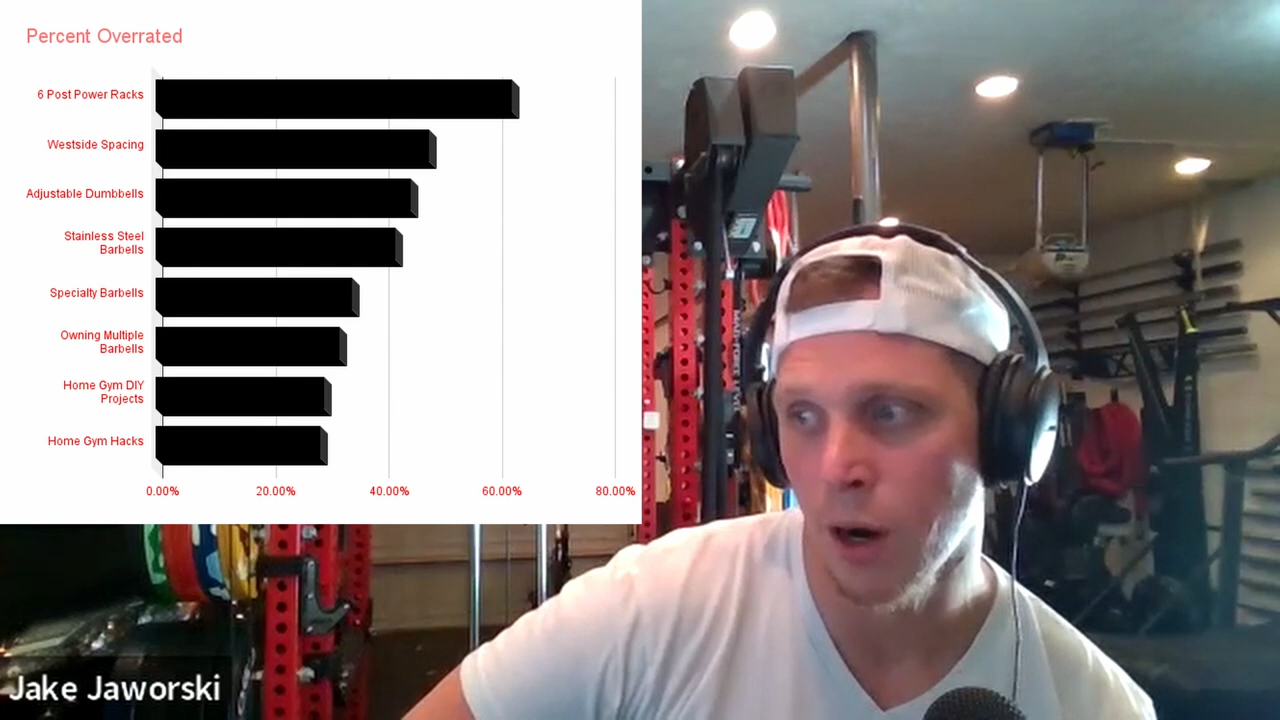 Percent Overrated
6 Post Power Racks
Westside Spacing
Adjustable Dumbbells
Stainless Steel
Barbells
Specialty Barbells
Owning Multiple
Barbells
Home Gym DIY
Projects
Home Gym Hacks
0.00%
20.00%
40.00%
60.00%
80.00%
Jake Jaworski